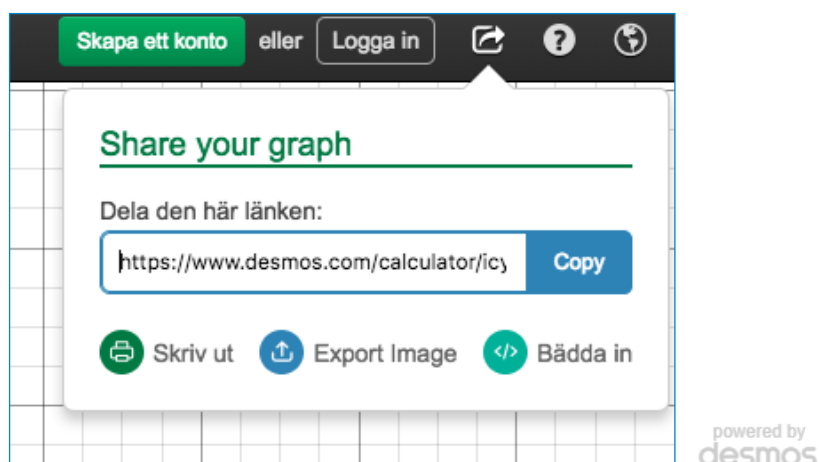 Skapa ett konto eller Logga in
Share your graph
Dela den här länken:
https://www.desmos.com/calculator/icy Copy
Skriv ut Export Image Bädda in
powered by
desmos